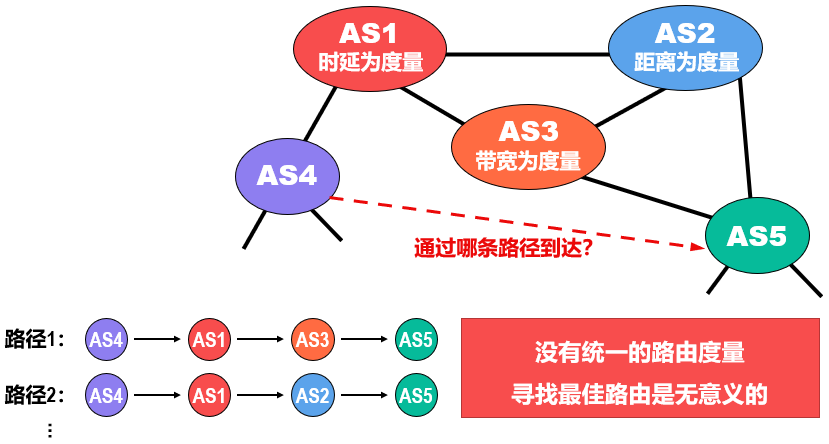 AS1
时延为度量
AS2
距离为度量
AS3
带宽为度量
AS4
AS5
通过哪条路径到达?
路径1: AS4 AS1 AS3 AS5
路径2: AS4 AS1 AS2 AS5
⋮
没有统一的路由度量
寻找最佳路由是无意义的